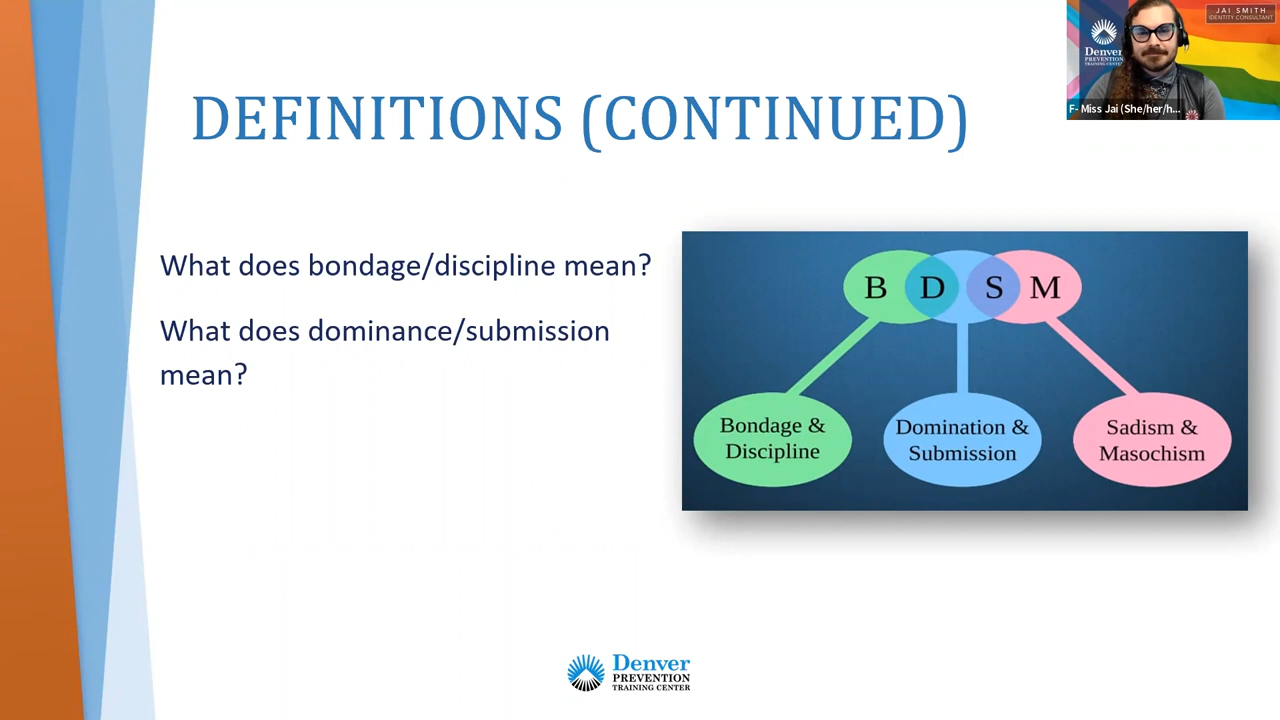 DEFINITIONS (CONTINUED)
JAI SMITH
IDENTITY CONSULTANT
Denver
PREVENTION
TRAINING CENTER
F- Miss Jai (She/her/h...
What does bondage/discipline mean?
What does dominance/submission
mean?
B D S M
Bondage &
Discipline
Domination &
Submission
Sadism &
Masochism
Denver
PREVENTION
TRAINING CENTER